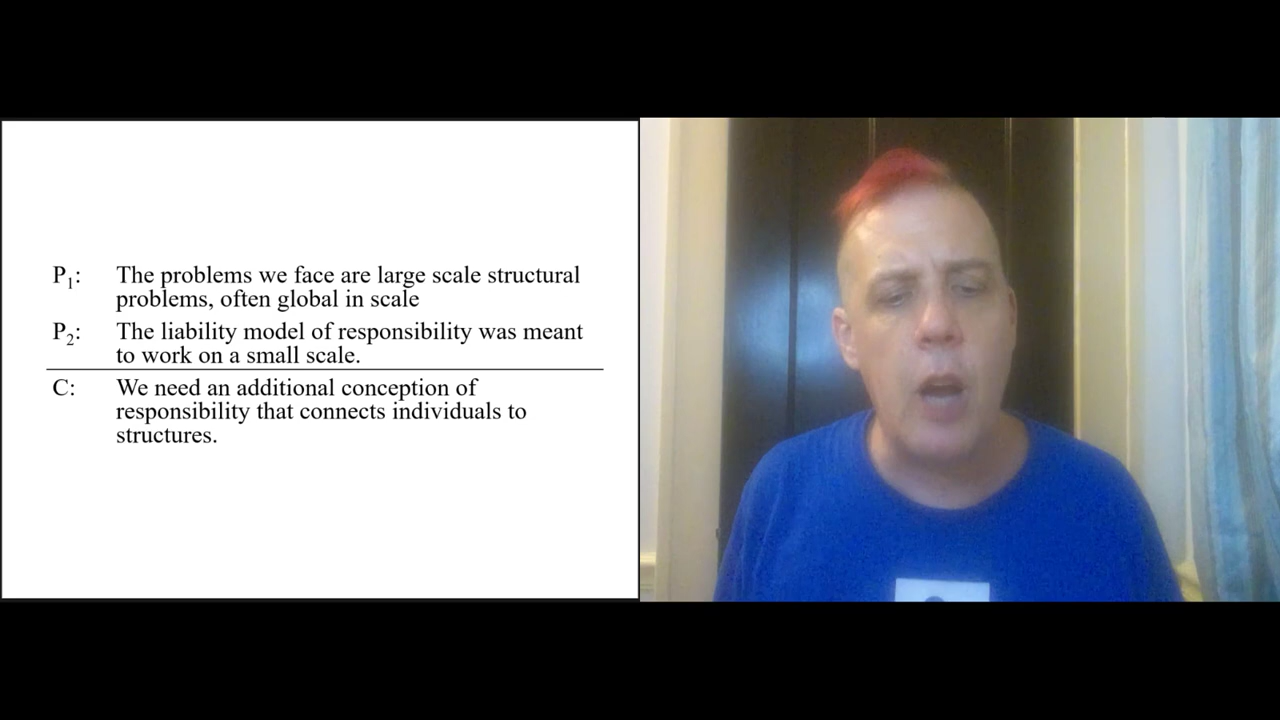 P₁: The problems we face are large scale structural
problems, often global in scale
P₂: The liability model of responsibility was meant
to work on a small scale.
C: We need an additional conception of
responsibility that connects individuals to
structures.